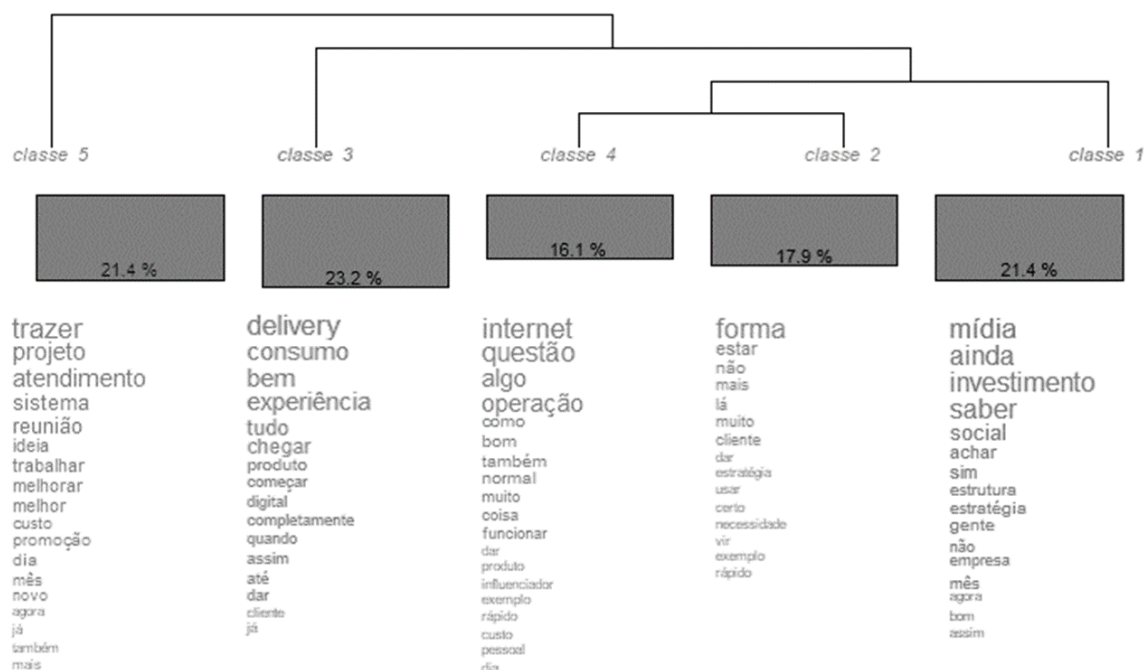 classe 5
classe 3
classe 4
classe 2
classe 1
21.4 %
23.2 %
16.1 %
17.9 %
21.4 %
trazer
projeto
atendimento
sistema
reunião
ideia
trabalhar
melhorar
melhor
custo
promoção
dia
mês
novo
agora
já
também
mais
delivery
consumo
bem
experiência
tudo
chegar
produto
começar
digital
completamente
quando
assim
até
dar
cliente
já
internet
questão
algo
operação
como
bom
também
normal
muito
coisa
funcionar
dar
produto
influenciador
exemplo
rápido
custo
pessoal
dia
forma
estar
não
mais
lá
muito
cliente
dar
estratégia
usar
certo
necessidade
vir
exemplo
rápido
mídia
ainda
investimento
saber
social
achar
sim
estrutura
estratégia
gente
não
empresa
mês
agora
bom
assim